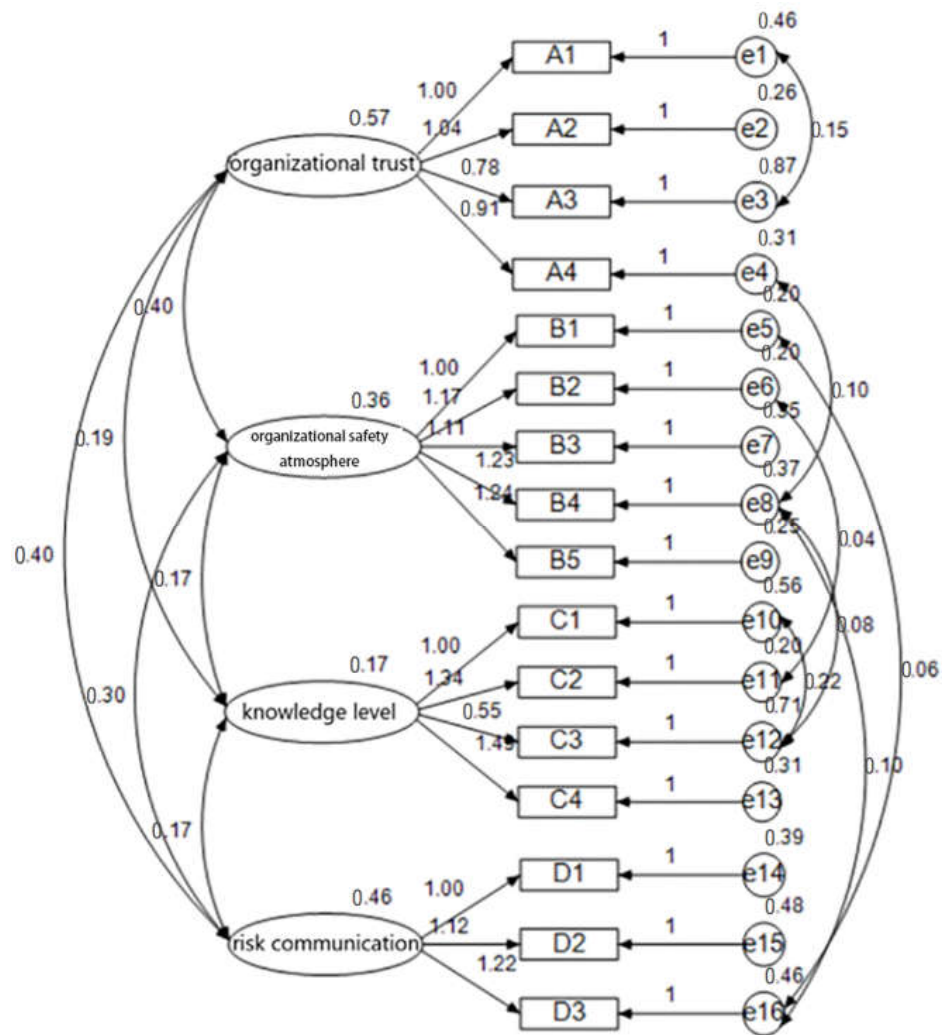 0.46
A1 1 e1
1.00
0.26
0.57
A2 1 e2
1.04
0.15
organizational trust
0.78
0.87
A3 1 e3
0.91
0.31
A4 1 e4
0.20
0.40
B1 1 e5
1.00
0.20
1.17
B2 1 e6
0.10
0.36
0.35
1.11
organizational safety
atmosphere
B3 1 e7
0.19
1.23
0.37
1.24
B4 1 e8
0.25
0.04
0.40
B5 1 e9
0.17
0.56
C1 1 e10
0.08
1.00
0.20
0.17
1.34
C2 1 e11
0.22
0.06
0.30
0.55
0.71
knowledge level
C3 1 e12
0.31
0.10
C4 1 e13
0.17
0.39
D1 1 e14
1.00
0.46
0.48
1.12
risk communication
D2 1 e15
1.22
0.46
D3 1 e16